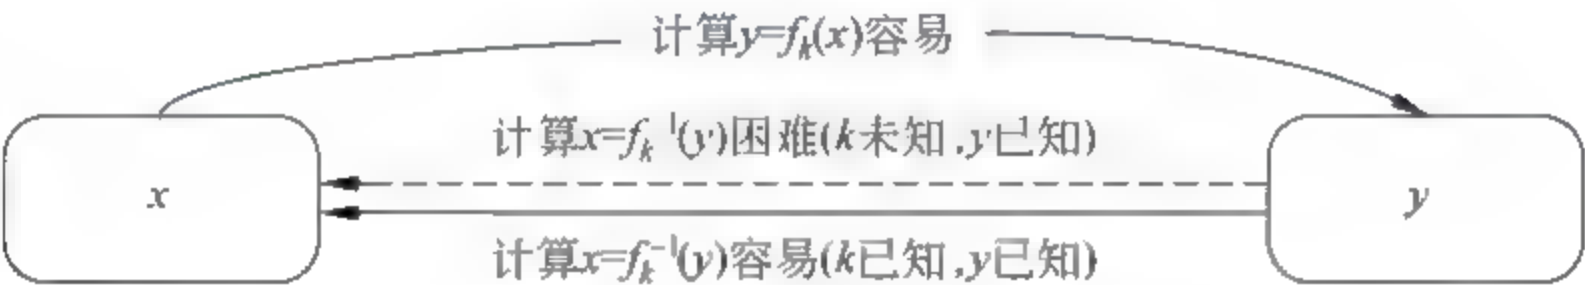 计算y=fₖ(x)容易
计算x=fₖ⁻¹(y)困难(k未知,y已知)
x
y
计算x=fₖ⁻¹(y)容易(k已知,y已知)